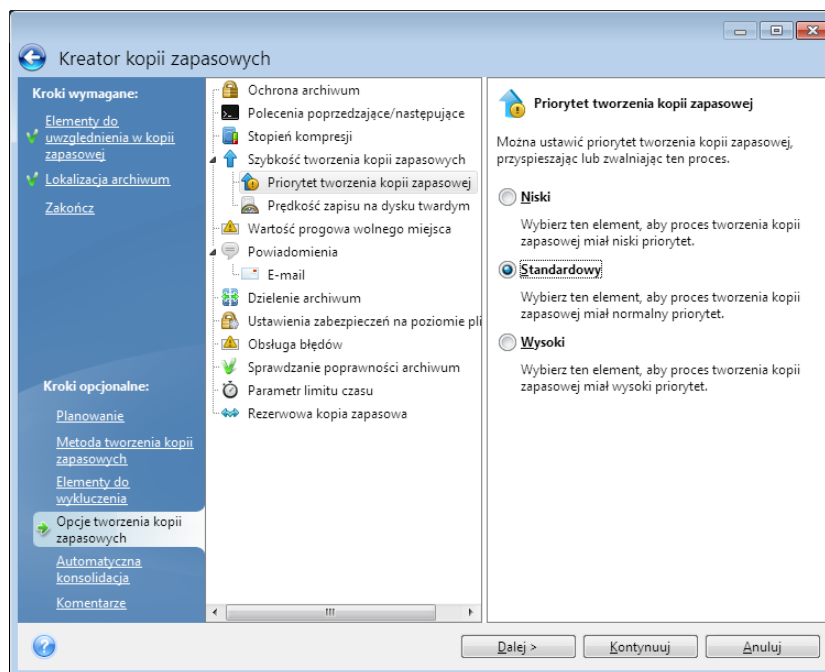 Kreator kopii zapasowych
Kroki wymagane:
Elementy do
uwzględnienia w kopii
zapasowej
Lokalizacja archiwum
Zakończ
Kroki opcjonalne:
Planowanie
Metoda tworzenia kopii
zapasowych
Elementy do
wykluczenia
Opcje tworzenia kopii
zapasowych
Automatyczna
konsolidacja
Komentarze
Ochrona archiwum
Polecenia poprzedzające/następujące
Stopień kompresji
Szybkość tworzenia kopii zapasowych
Priorytet tworzenia kopii zapasowej
Prędkość zapisu na dysku twardym
Wartość progowa wolnego miejsca
Powiadomienia
E-mail
Dzielenie archiwum
Ustawienia zabezpieczeń na poziomie pli
Obsługa błędów
Sprawdzanie poprawności archiwum
Parametr limitu czasu
Rezerwowa kopia zapasowa
Priorytet tworzenia kopii zapasowej
Można ustawić priorytet tworzenia kopii zapasowej,
przyspieszając lub zwalniając ten proces.
Niski
Wybierz ten element, aby proces tworzenia kopii
zapasowej miał niski priorytet.
Standardowy
Wybierz ten element, aby proces tworzenia kopii
zapasowej miał normalny priorytet.
Wysoki
Wybierz ten element, aby proces tworzenia kopii
zapasowej miał wysoki priorytet.
Dalej >
Kontynuuj
Anuluj